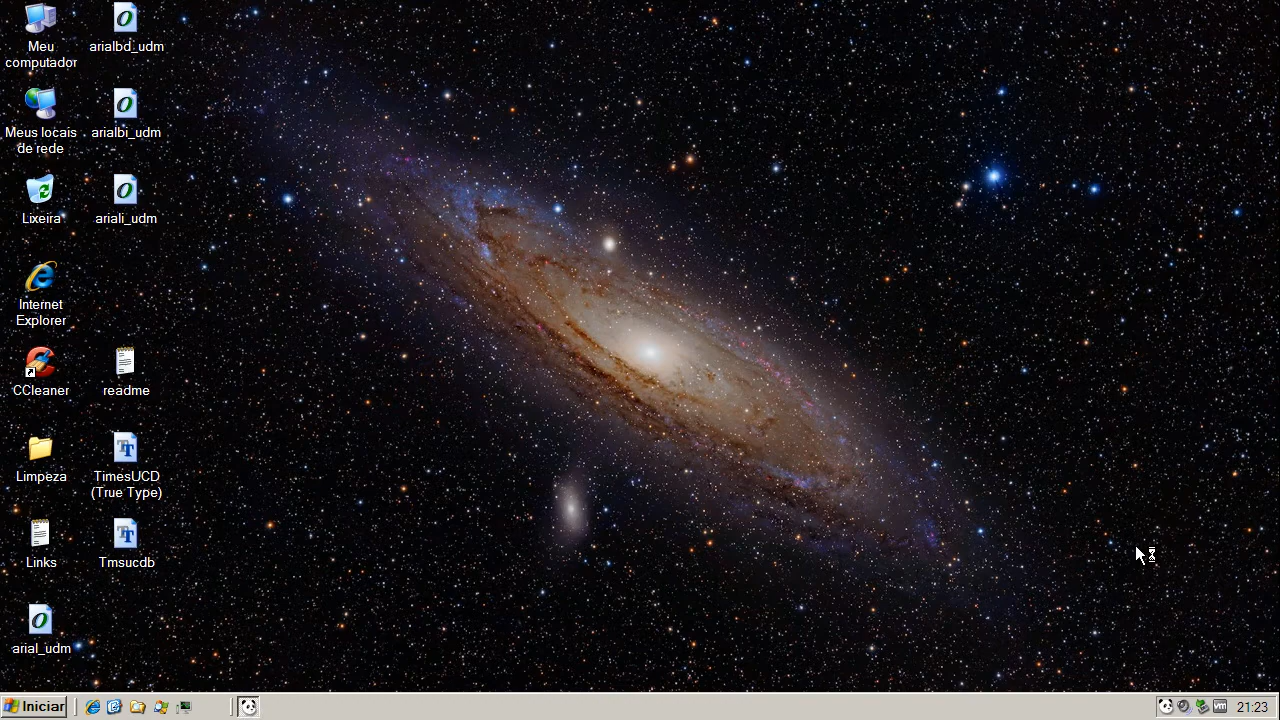 Meu
computador
Meus locais
de rede
Lixeira
Internet
Explorer
CCleaner
Limpeza
Links
arial_udm
arialbd_udm
arialbi_udm
ariali_udm
readme
TimesUCD
(True Type)
Tmsucdb
Iniciar
vm
21:23